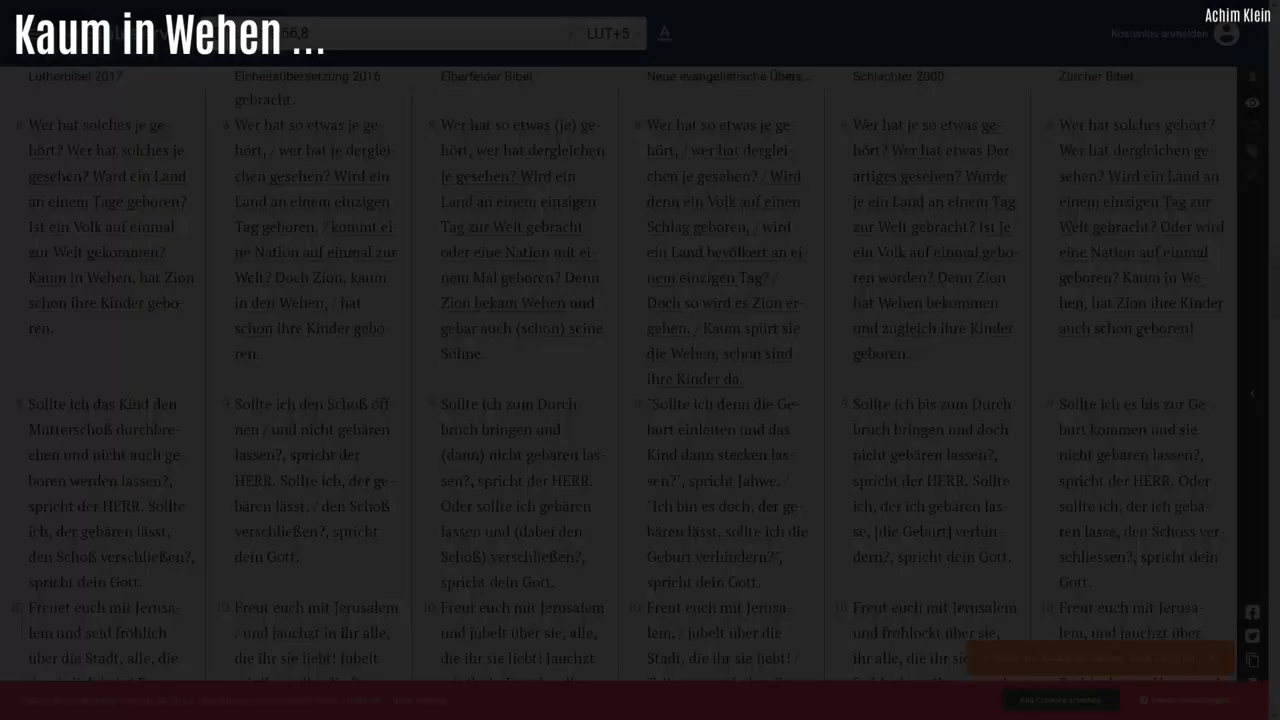 Kaum in Wehen ...
Achim Klein
66,8
LUT+5
Kostenlos anmelden
Lutherbibel 2017
Einheitsübersetzung 2016
Elberfelder Bibel
Neue evangelistische Übers...
Schlachter 2000
Zürcher Bibel
8 Wer hat solches je ge-
hört? Wer hat solches je
gesehen? Ward ein Land
an einem Tage geboren?
Ist ein Volk auf einmal
zur Welt gekommen?
Kaum in Wehen, hat Zion
schon ihre Kinder gebo-
ren.
9 Sollte ich das Kind den
Mutterschoß durchbre-
chen und nicht auch ge-
boren werden lassen?,
spricht der HERR. Sollte
ich, der gebären lässt,
den Schoß verschließen?,
spricht dein Gott.
10 Freuet euch mit Jerusa-
lem und seid fröhlich
über die Stadt, alle, die
gebracht.
8 Wer hat so etwas je ge-
hört, / wer hat je derglei-
chen gesehen? Wird ein
Land an einem einzigen
Tag geboren, / kommt ei-
ne Nation auf einmal zur
Welt? Doch Zion, kaum
in den Wehen, / hat
schon ihre Kinder gebo-
ren.
9 Sollte ich den Schoß öff-
nen / und nicht gebären
lassen?, spricht der
HERR. Sollte ich, der ge-
bären lässt, / den Schoß
verschließen?, spricht
dein Gott.
10 Freut euch mit Jerusalem
/ und jauchzt in ihr alle,
die ihr sie liebt! Jubelt
8 Wer hat so etwas (je) ge-
hört, wer hat dergleichen
je gesehen? Wird ein
Land an einem einzigen
Tag zur Welt gebracht
oder eine Nation mit ei-
nem Mal geboren? Denn
Zion bekam Wehen und
gebar auch (schon) seine
Söhne.
9 Sollte ich zum Durch-
bruch bringen und
(dann) nicht gebären las-
sen?, spricht der HERR.
Oder sollte ich gebären
lassen und (dabei den
Schoß) verschließen?,
spricht dein Gott.
10 Freut euch mit Jerusalem
und jubelt über sie, alle,
die ihr sie liebt! Jauchzt
8 Wer hat so etwas je ge-
hört, / wer hat derglei-
chen je gesehen? / Wird
denn ein Volk auf einen
Schlag geboren, / wird
ein Land bevölkert an ei-
nem einzigen Tag? /
Doch so wird es Zion er-
gehen. / Kaum spürt sie
die Wehen, schon sind
ihre Kinder da.
9 "Sollte ich denn die Ge-
burt einleiten und das
Kind dann stecken las-
sen?", spricht Jahwe. /
"Ich bin es doch, der ge-
bären lässt, sollte ich die
Geburt verhindern?",
spricht dein Gott.
10 Freut euch mit Jerusa-
lem, / jubelt über die
Stadt, die ihr sie liebt! /
8 Wer hat je so etwas ge-
hört? Wer hat etwas Der-
artiges gesehen? Wurde
je ein Land an einem Tag
zur Welt gebracht? Ist je
ein Volk auf einmal gebo-
ren worden? Denn Zion
hat Wehen bekommen
und zugleich ihre Kinder
geboren.
9 Sollte ich bis zum Durch-
bruch bringen und doch
nicht gebären lassen?,
spricht der HERR. Sollte
ich, der ich gebären las-
se, [die Geburt] verhin-
dern?, spricht dein Gott.
10 Freut euch mit Jerusalem
und frohlockt über sie,
ihr alle, die ihr sie
8 Wer hat solches gehört?
Wer hat dergleichen ge-
sehen? Wird ein Land an
einem einzigen Tag zur
Welt gebracht? Oder wird
eine Nation auf einmal
geboren? Kaum in We-
hen, hat Zion ihre Kinder
auch schon geboren!
9 Sollte ich es bis zur Ge-
burt kommen und sie
nicht gebären lassen?,
spricht der HERR. Oder
sollte ich, der ich gebä-
ren lasse, den Schoss ver-
schliessen?, spricht dein
Gott.
10 Freut euch mit Jerusa-
lem, und jauchzt über
Alle Cookies erlauben